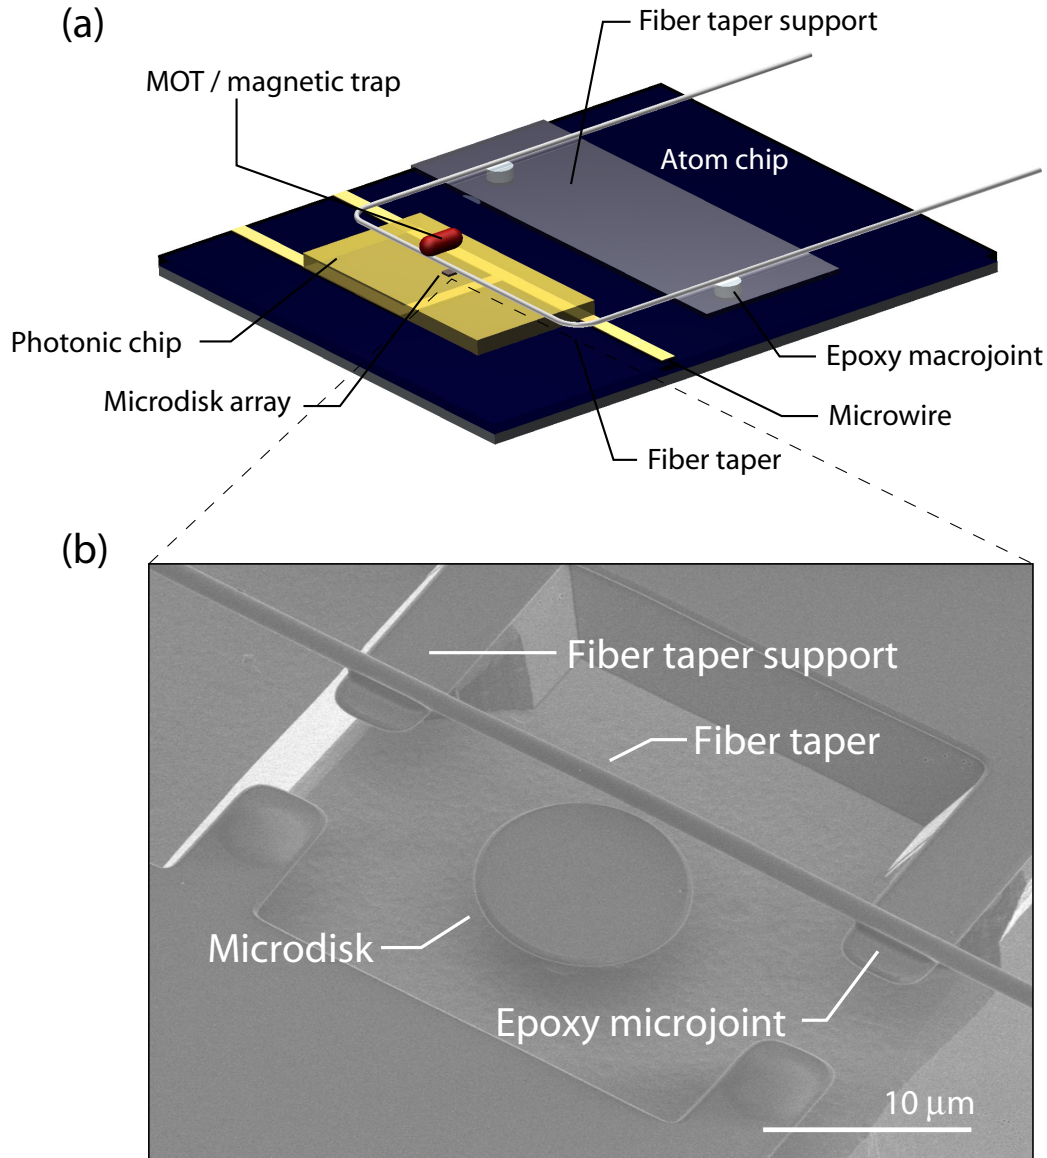 (a)
Fiber taper support
MOT / magnetic trap
Atom chip
Photonic chip
Epoxy macrojoint
Microdisk array
Microwire
Fiber taper
(b)
Fiber taper support
Fiber taper
Microdisk
Epoxy microjoint
10 μm